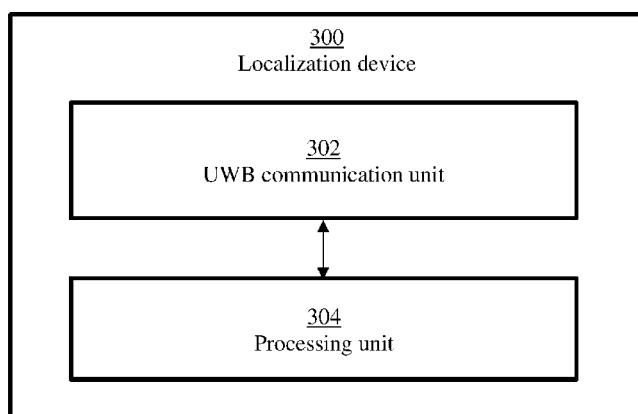 300
Localization device
302
UWB communication unit
304
Processing unit